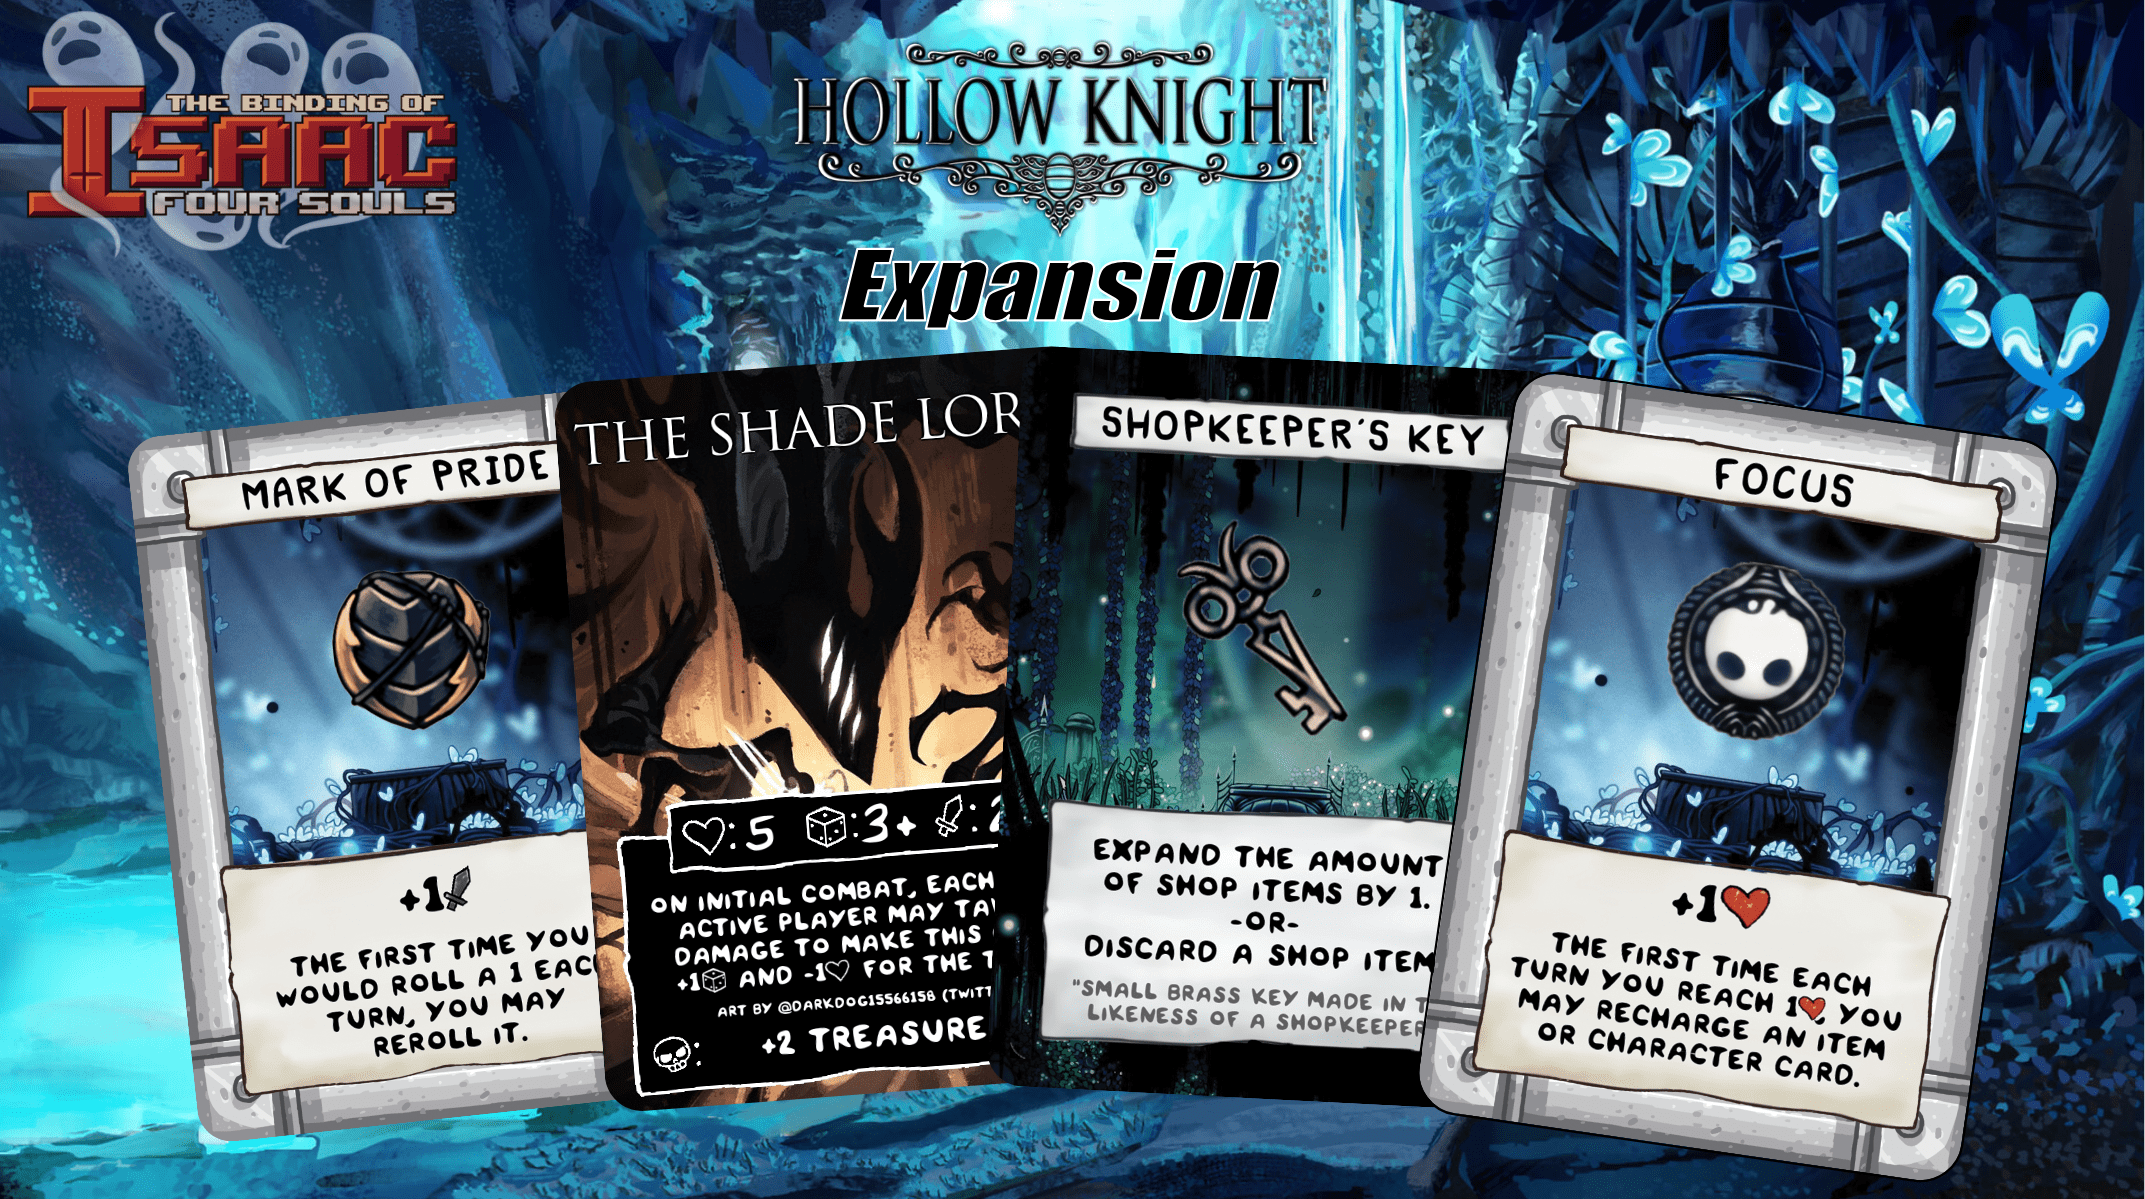 THE BINDING OF
ISAAC
FOUR SOULS
HOLLOW KNIGHT
Expansion
MARK OF PRIDE
+1
THE FIRST TIME YOU
WOULD ROLL A 1 EAC
TURN, YOU MAY
REROLL IT.
THE SHADE LOR
:5 :3+ :2
ON INITIAL COMBAT, EACH
ACTIVE PLAYER MAY TA
DAMAGE TO MAKE THIS
+1 AND -1 FOR THE T
ART BY @DARKDOG15566158 (TWITT
: +2 TREASURE
SHOPKEEPER'S KEY
EXPAND THE AMOUNT
OF SHOP ITEMS BY 1.
-OR-
DISCARD A SHOP ITEM
"SMALL BRASS KEY MADE IN T
LIKENESS OF A SHOPKEEPER
FOCUS
+1
THE FIRST TIME EACH
TURN YOU REACH 1, YOU
MAY RECHARGE AN ITEM
OR CHARACTER CARD.